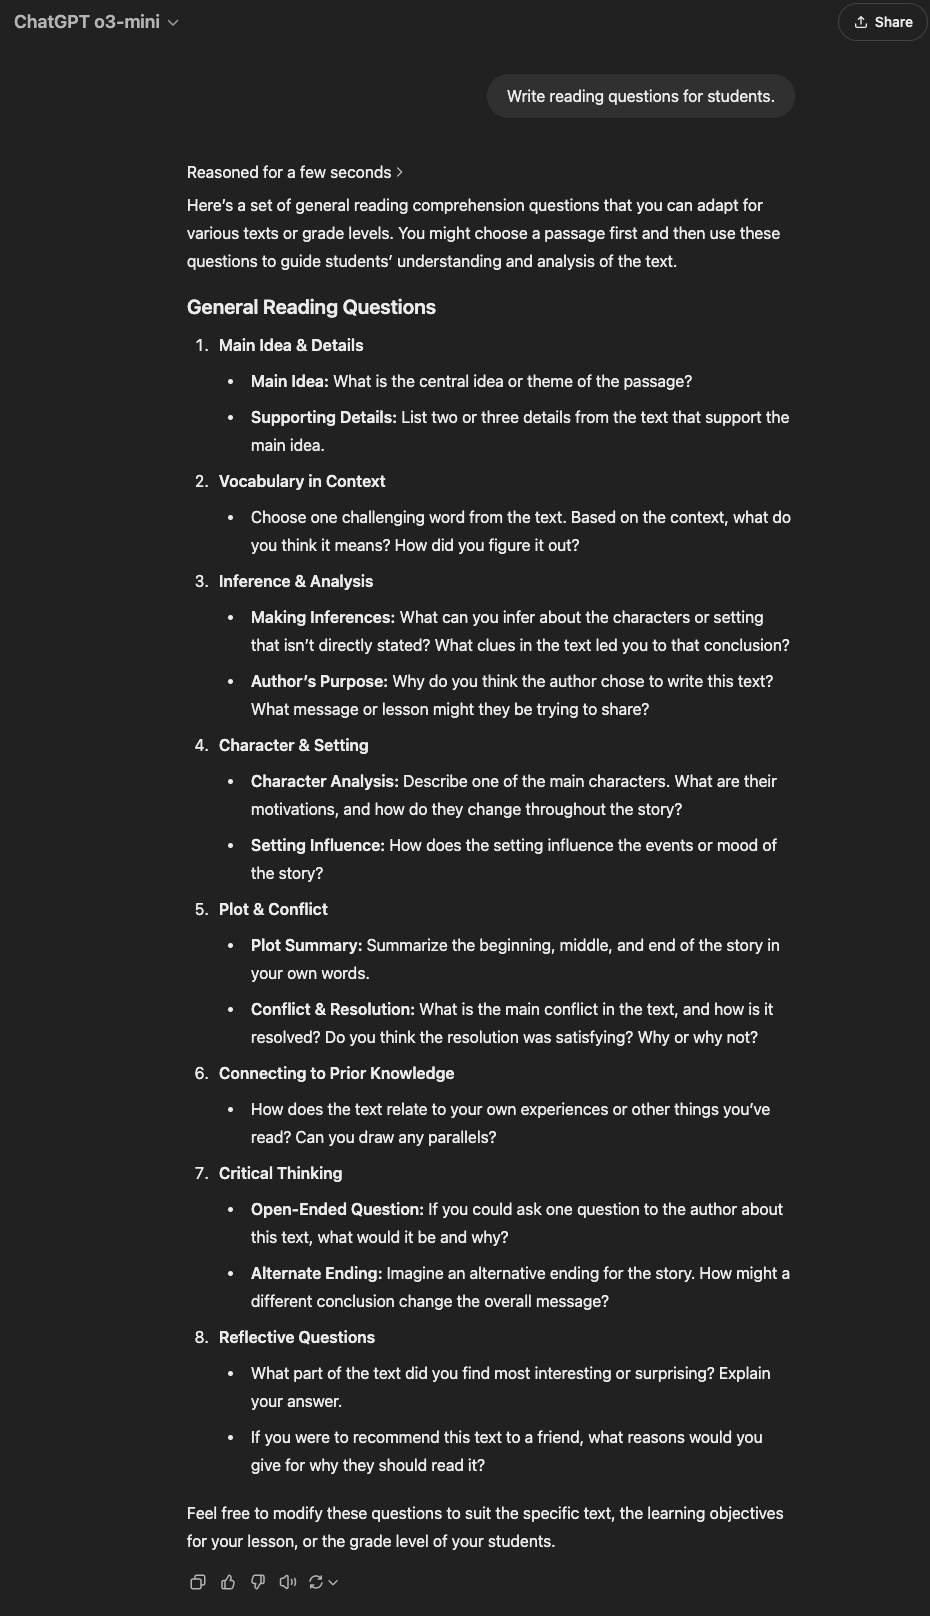 ChatGPT o3-mini
Share
Write reading questions for students.
Reasoned for a few seconds
Here’s a set of general reading comprehension questions that you can adapt for
various texts or grade levels. You might choose a passage first and then use these
questions to guide students’ understanding and analysis of the text.
General Reading Questions
1. Main Idea & Details
• Main Idea: What is the central idea or theme of the passage?
• Supporting Details: List two or three details from the text that support the
main idea.
2. Vocabulary in Context
• Choose one challenging word from the text. Based on the context, what do
you think it means? How did you figure it out?
3. Inference & Analysis
• Making Inferences: What can you infer about the characters or setting
that isn’t directly stated? What clues in the text led you to that conclusion?
• Author’s Purpose: Why do you think the author chose to write this text?
What message or lesson might they be trying to share?
4. Character & Setting
• Character Analysis: Describe one of the main characters. What are their
motivations, and how do they change throughout the story?
• Setting Influence: How does the setting influence the events or mood of
the story?
5. Plot & Conflict
• Plot Summary: Summarize the beginning, middle, and end of the story in
your own words.
• Conflict & Resolution: What is the main conflict in the text, and how is it
resolved? Do you think the resolution was satisfying? Why or why not?
6. Connecting to Prior Knowledge
• How does the text relate to your own experiences or other things you’ve
read? Can you draw any parallels?
7. Critical Thinking
• Open-Ended Question: If you could ask one question to the author about
this text, what would it be and why?
• Alternate Ending: Imagine an alternative ending for the story. How might a
different conclusion change the overall message?
8. Reflective Questions
• What part of the text did you find most interesting or surprising? Explain
your answer.
• If you were to recommend this text to a friend, what reasons would you
give for why they should read it?
Feel free to modify these questions to suit the specific text, the learning objectives
for your lesson, or the grade level of your students.